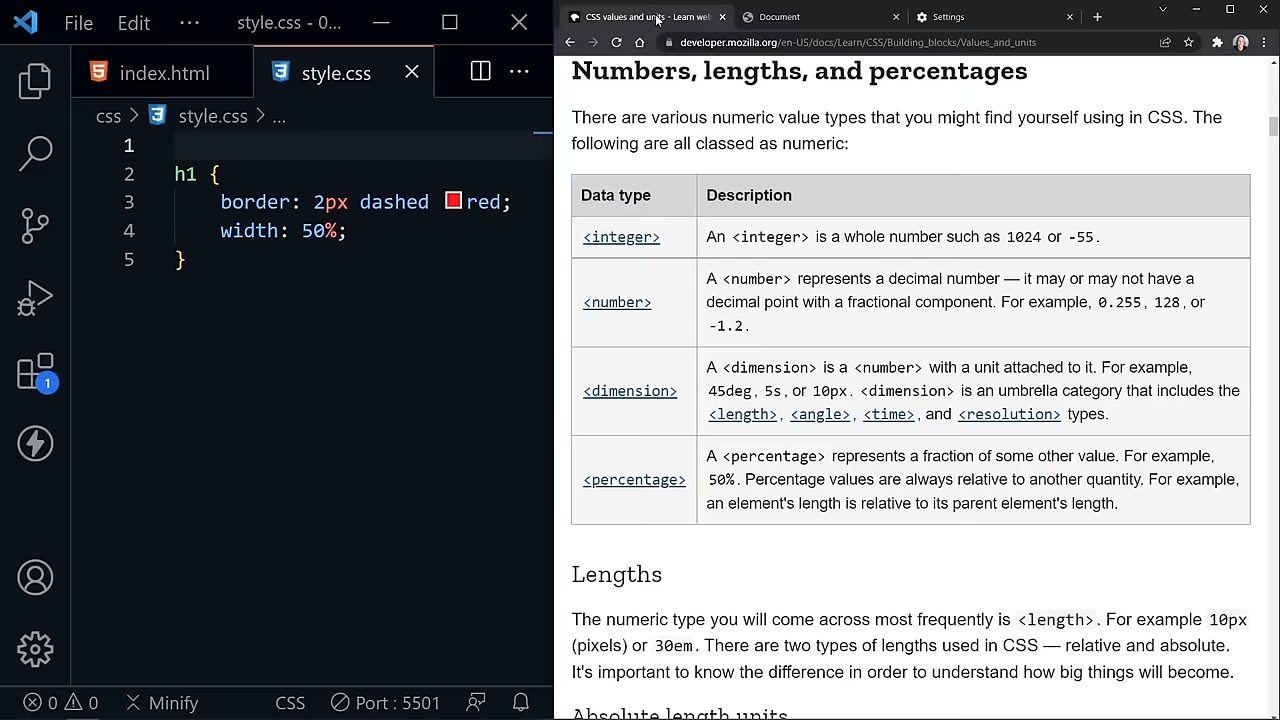 File Edit ··· style.css - 0...
index.html style.css ···
css > style.css > ...
1
2 h1 {
3 border: 2px dashed red;
4 width: 50%;
5 }
1
0 0 Minify CSS Port : 5501
CSS values and units - Learn web Document Settings
developer.mozilla.org/en-US/docs/Learn/CSS/Building_blocks/Values_and_units
Numbers, lengths, and percentages
There are various numeric value types that you might find yourself using in CSS. The
following are all classed as numeric:
Data type Description
<integer> An <integer> is a whole number such as 1024 or -55.
<number> A <number> represents a decimal number — it may or may not have a
decimal point with a fractional component. For example, 0.255, 128, or
-1.2.
<dimension> A <dimension> is a <number> with a unit attached to it. For example,
45deg, 5s, or 10px. <dimension> is an umbrella category that includes the
<length>, <angle>, <time>, and <resolution> types.
<percentage> A <percentage> represents a fraction of some other value. For example,
50%. Percentage values are always relative to another quantity. For example,
an element's length is relative to its parent element's length.
Lengths
The numeric type you will come across most frequently is <length>. For example 10px
(pixels) or 30em. There are two types of lengths used in CSS — relative and absolute.
It's important to know the difference in order to understand how big things will become.
Absolute length units